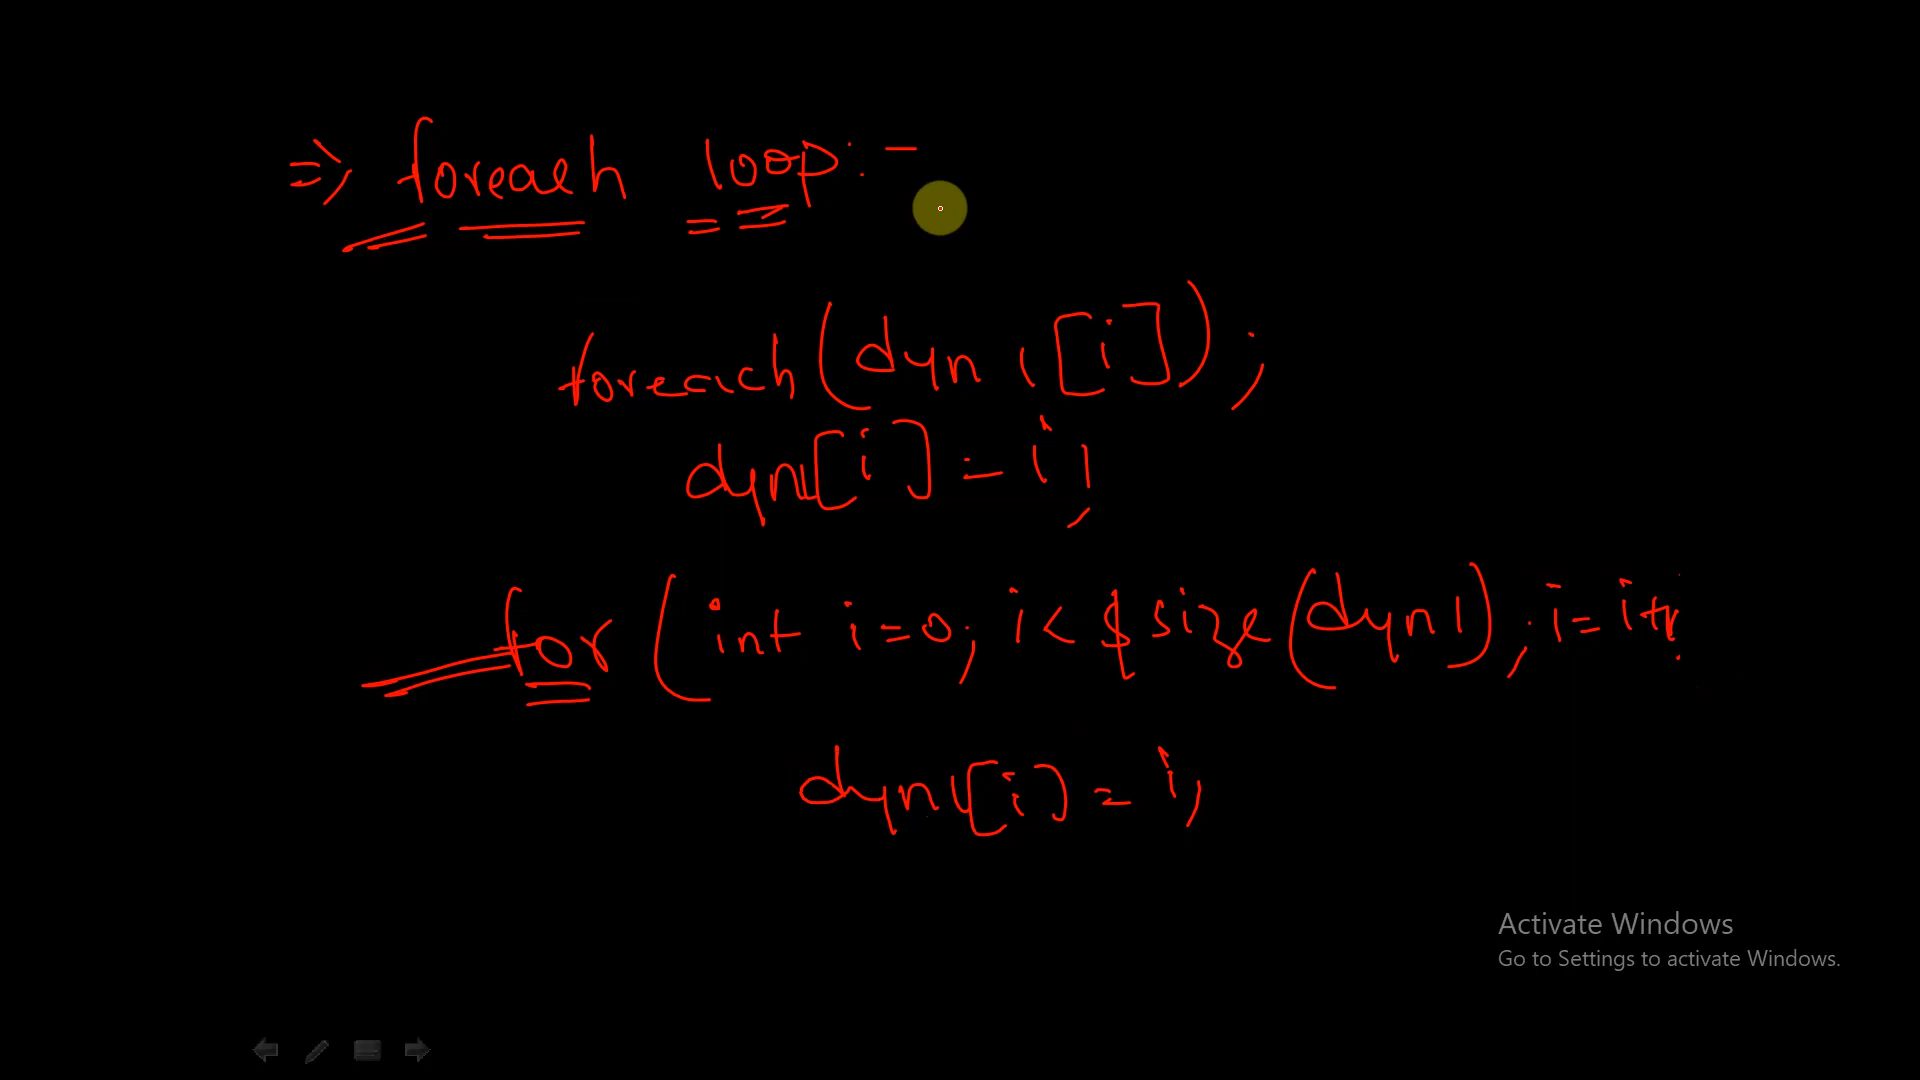 ⇒) foreach loop:-
foreach(dyn1[i]);
dyn1[i]=i;
for(int i=0; i<$size(dyn1);i=i+1
dyn1[i]=i;
Activate Windows
Go to Settings to activate Windows.